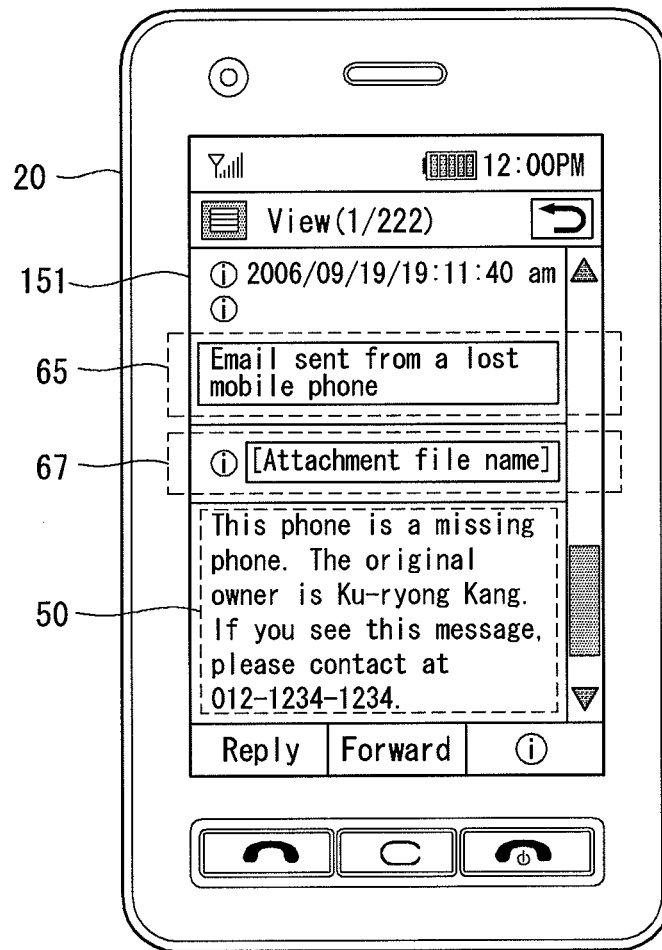 12:00PM
20
View(1/222)
151
ⓘ 2006/09/19/19:11:40 am
ⓘ
65
Email sent from a lost
mobile phone
67
ⓘ [Attachment file name]
This phone is a missing
phone. The original
owner is Ku-ryong Kang.
50
If you see this message,
please contact at
012-1234-1234.
Reply Forward ⓘ